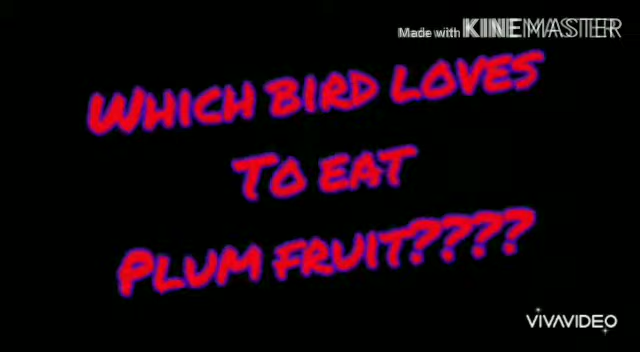 Made with KINEMASTER
WHICH BIRD LOVES
TO EAT
PLUM FRUIT????
VIVAVIDEO